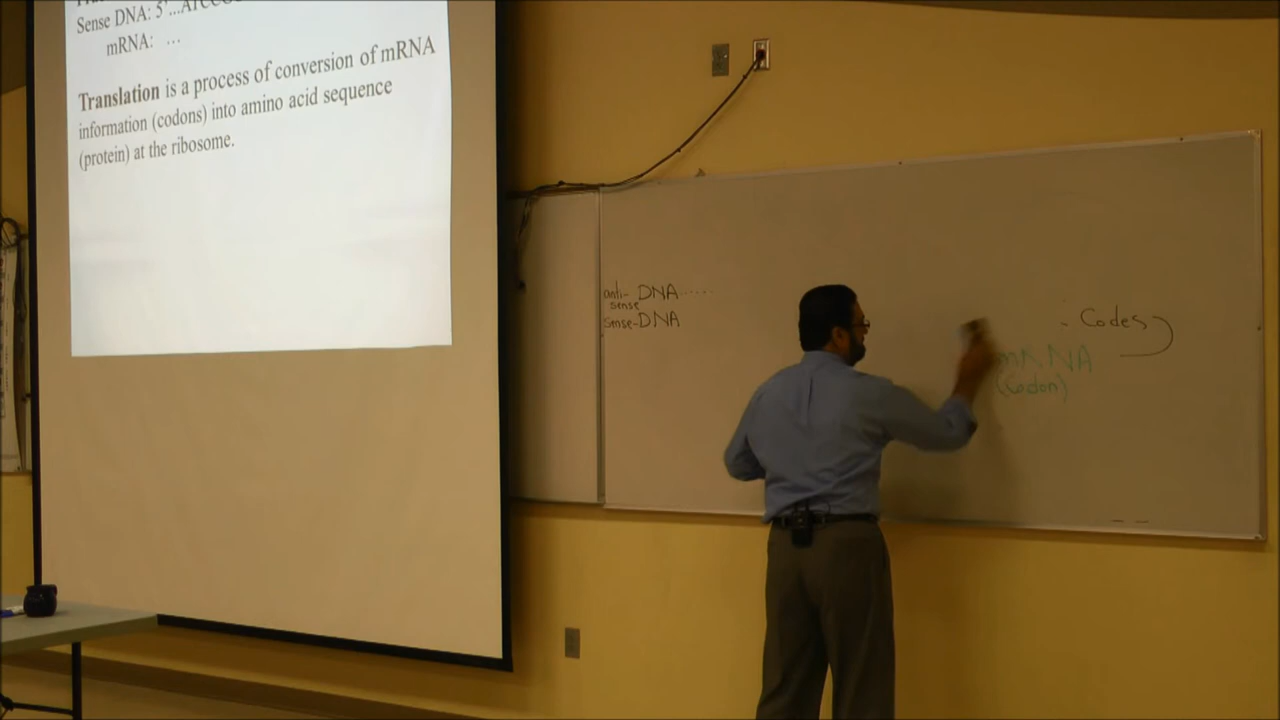 Sense DNA: 5'...ATCCG
mRNA: ...
Translation is a process of conversion of mRNA
information (codons) into amino acid sequence
(protein) at the ribosome.
anti- DNA......
sense
Sense-DNA
Codes
mRNA
(Codon)